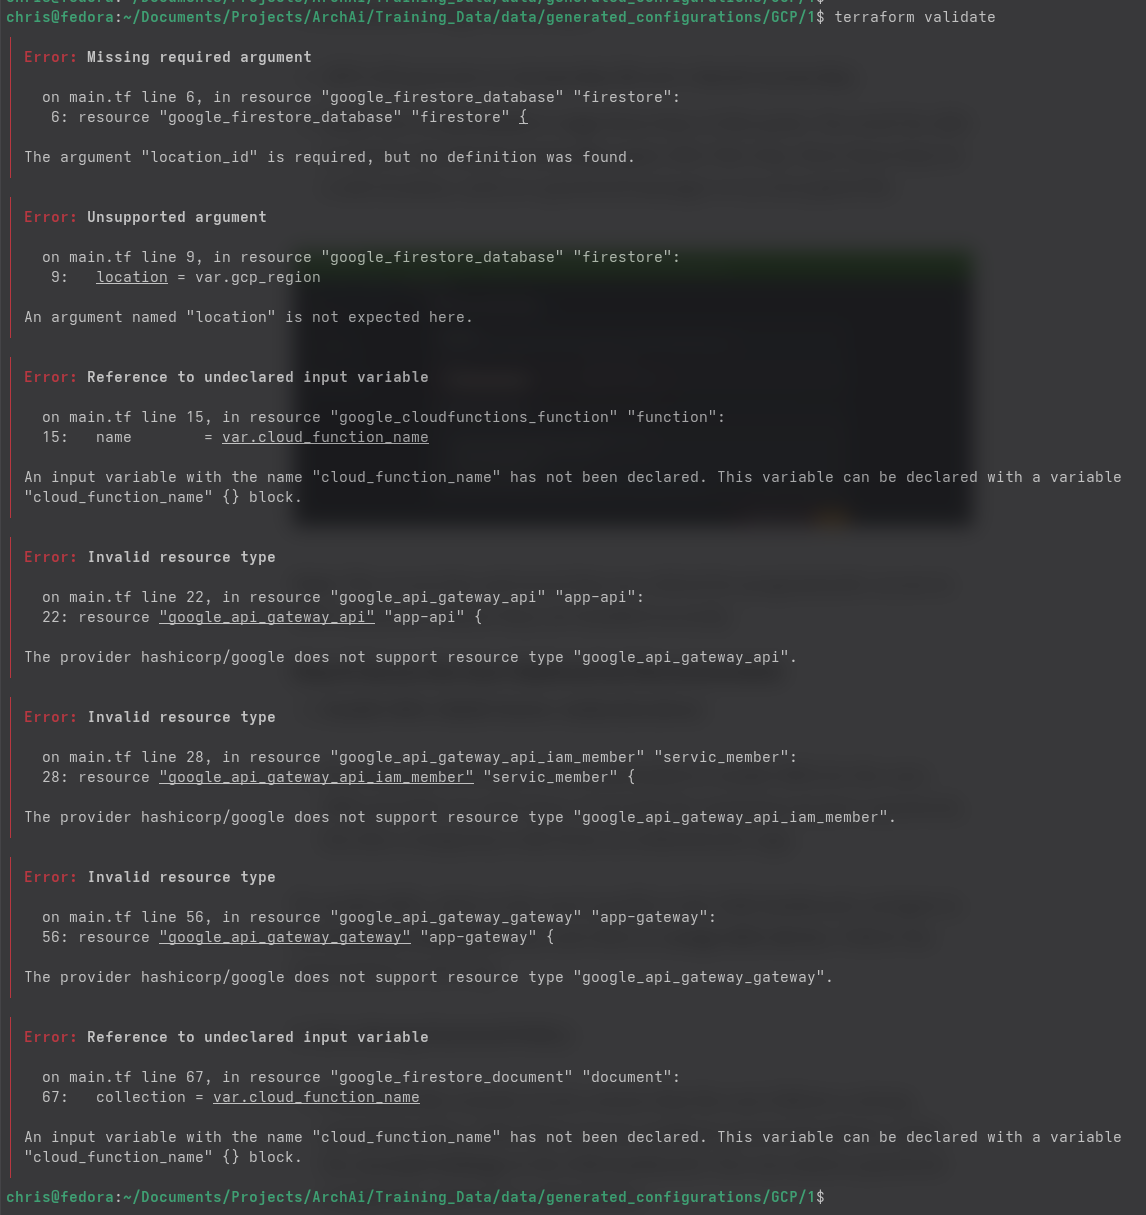 chris@fedora:~/Documents/Projects/ArchAi/Training_Data/data/generated_configurations/GCP/1$ terraform validate
Error: Missing required argument
on main.tf line 6, in resource "google_firestore_database" "firestore":
6: resource "google_firestore_database" "firestore" {
The argument "location_id" is required, but no definition was found.
Error: Unsupported argument
on main.tf line 9, in resource "google_firestore_database" "firestore":
9:   location = var.gcp_region
An argument named "location" is not expected here.
Error: Reference to undeclared input variable
on main.tf line 15, in resource "google_cloudfunctions_function" "function":
15:   name        = var.cloud_function_name
An input variable with the name "cloud_function_name" has not been declared. This variable can be declared with a variable
"cloud_function_name" {} block.
Error: Invalid resource type
on main.tf line 22, in resource "google_api_gateway_api" "app-api":
22: resource "google_api_gateway_api" "app-api" {
The provider hashicorp/google does not support resource type "google_api_gateway_api".
Error: Invalid resource type
on main.tf line 28, in resource "google_api_gateway_api_iam_member" "servic_member":
28: resource "google_api_gateway_api_iam_member" "servic_member" {
The provider hashicorp/google does not support resource type "google_api_gateway_api_iam_member".
Error: Invalid resource type
on main.tf line 56, in resource "google_api_gateway_gateway" "app-gateway":
56: resource "google_api_gateway_gateway" "app-gateway" {
The provider hashicorp/google does not support resource type "google_api_gateway_gateway".
Error: Reference to undeclared input variable
on main.tf line 67, in resource "google_firestore_document" "document":
67:   collection = var.cloud_function_name
An input variable with the name "cloud_function_name" has not been declared. This variable can be declared with a variable
"cloud_function_name" {} block.
chris@fedora:~/Documents/Projects/ArchAi/Training_Data/data/generated_configurations/GCP/1$